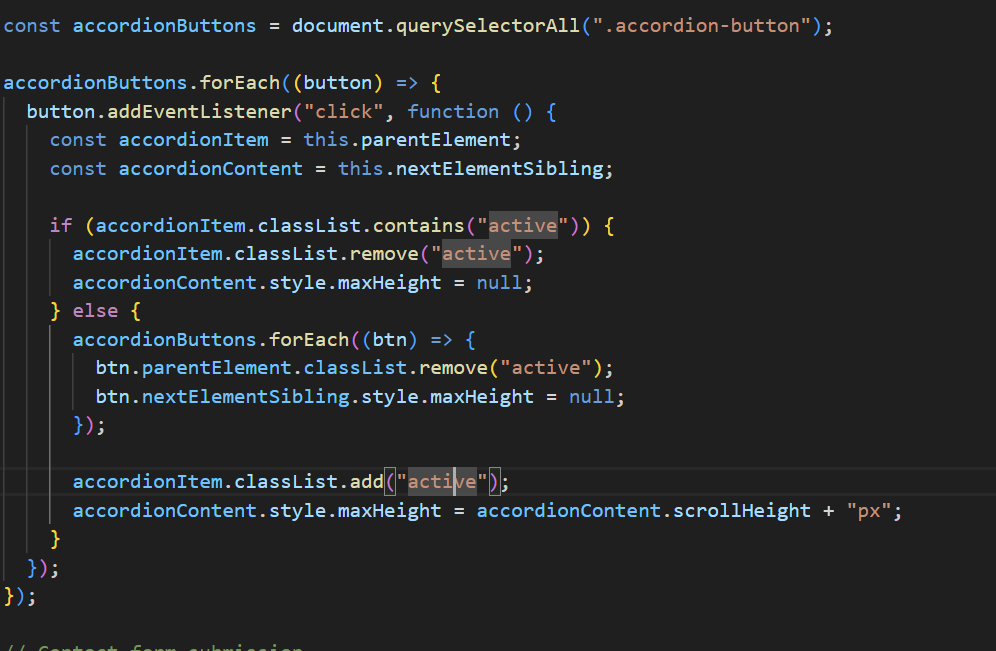 const accordionButtons = document.querySelectorAll(".accordion-button");
accordionButtons.forEach((button) => {
button.addEventListener("click", function () {
const accordionItem = this.parentElement;
const accordionContent = this.nextElementSibling;
if (accordionItem.classList.contains("active")) {
accordionItem.classList.remove("active");
accordionContent.style.maxHeight = null;
} else {
accordionButtons.forEach((btn) => {
btn.parentElement.classList.remove("active");
btn.nextElementSibling.style.maxHeight = null;
});
accordionItem.classList.add("active");
accordionContent.style.maxHeight = accordionContent.scrollHeight + "px";
}
});
});
// Contact form submission